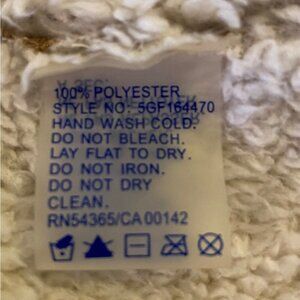 100% POLYESTER
STYLE NO: 5GF164470
HAND WASH COLD.
DO NOT BLEACH.
LAY FLAT TO DRY.
DO NOT IRON.
DO NOT DRY
CLEAN.
RN54365/CA 00142